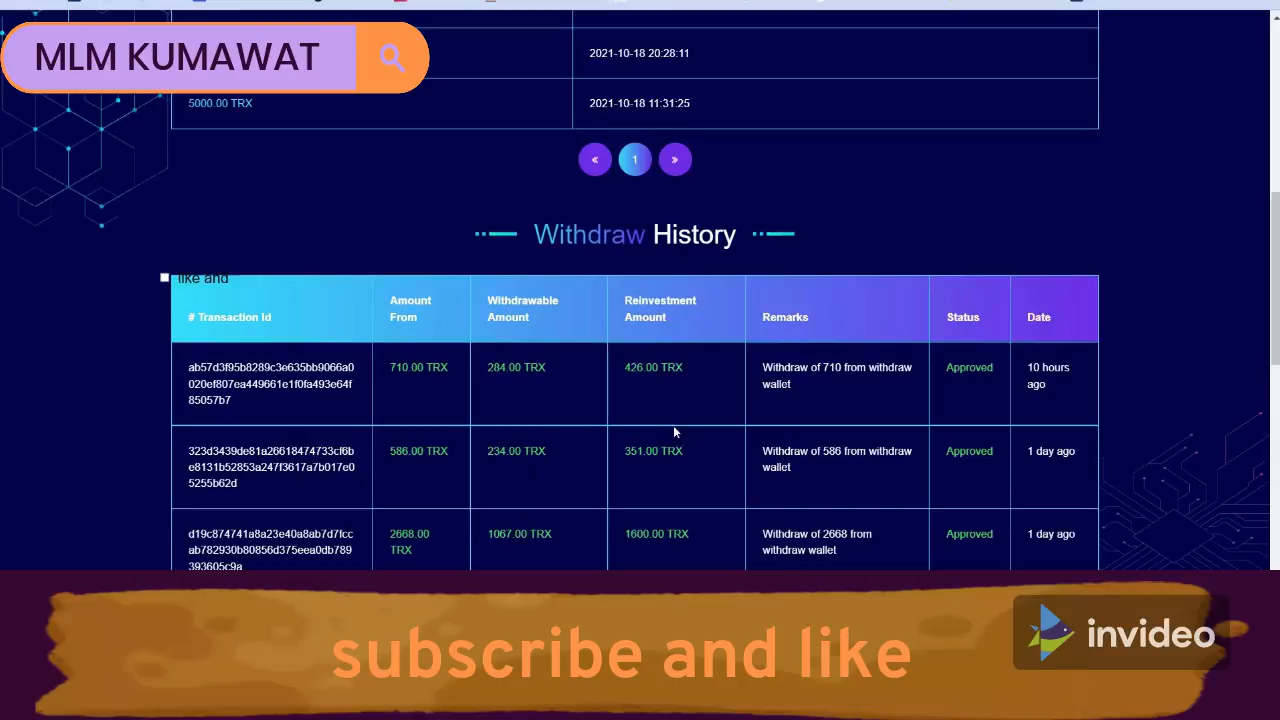 MLM KUMAWAT
2021-10-18 20:28:11
5000.00 TRX 2021-10-18 11:31:25
« 1 »
Withdraw History
like and
# Transaction Id Amount From Withdrawable Amount Reinvestment Amount Remarks Status Date
ab57d3f95b8289c3e635bb9066a0 710.00 TRX 284.00 TRX 426.00 TRX Withdraw of 710 from withdraw Approved 10 hours
020ef807ea449661e1f0fa493e64f wallet ago
85057b7
323d3439de81a26618474733cf6b 586.00 TRX 234.00 TRX 351.00 TRX Withdraw of 586 from withdraw Approved 1 day ago
e8131b52853a247f3617a7b017e0 wallet
5255b62d
d19c874741a8a23e40a8ab7d7fcc 2668.00 1067.00 TRX 1600.00 TRX Withdraw of 2668 from Approved 1 day ago
ab782930b80856d375eea0db789 TRX withdraw wallet
393605c9a
subscribe and like
invideo